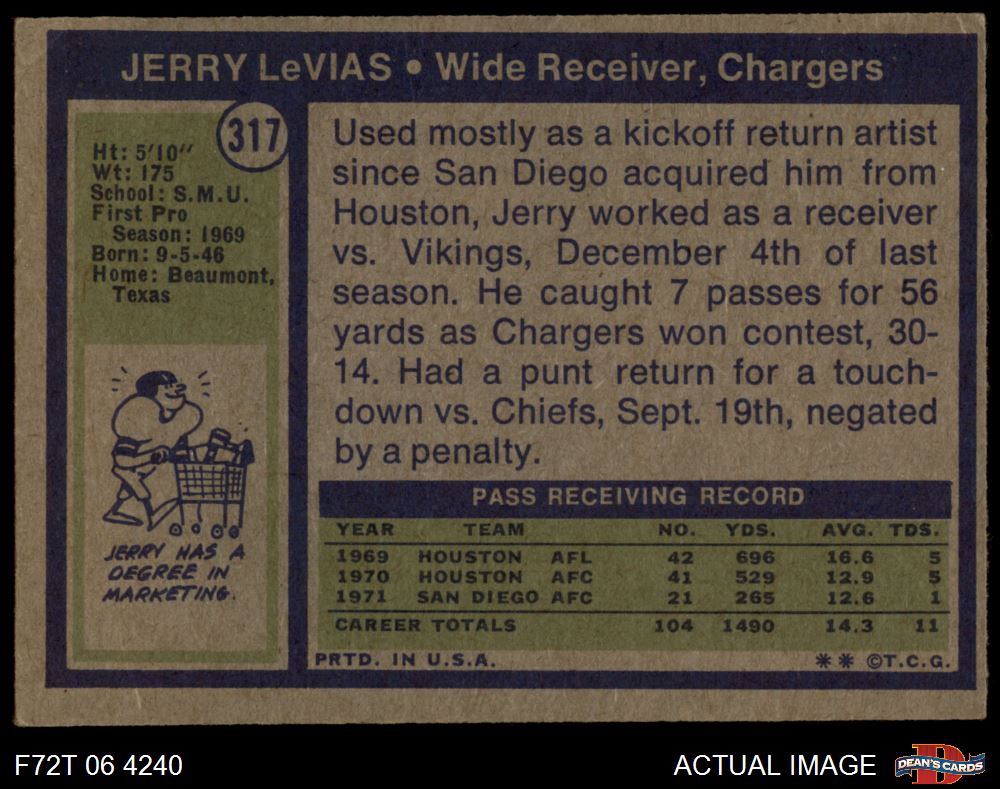 JERRY LeVIAS • Wide Receiver, Chargers
317
Ht: 5'10"
Wt: 175
School: S.M.U.
First Pro
Season: 1969
Born: 9-5-46
Home: Beaumont,
Texas
JERRY HAS A
DEGREE IN
MARKETING.
Used mostly as a kickoff return artist
since San Diego acquired him from
Houston, Jerry worked as a receiver
vs. Vikings, December 4th of last
season. He caught 7 passes for 56
yards as Chargers won contest, 30-
14. Had a punt return for a touch-
down vs. Chiefs, Sept. 19th, negated
by a penalty.
PASS RECEIVING RECORD
YEAR TEAM NO. YDS. AVG. TDS.
1969 HOUSTON AFL 42 696 16.6 5
1970 HOUSTON AFC 41 529 12.9 5
1971 SAN DIEGO AFC 21 265 12.6 1
CAREER TOTALS 104 1490 14.3 11
PRTD. IN U.S.A. ** ©T.C.G.
F72T 06 4240 ACTUAL IMAGE DEAN'S CARDS